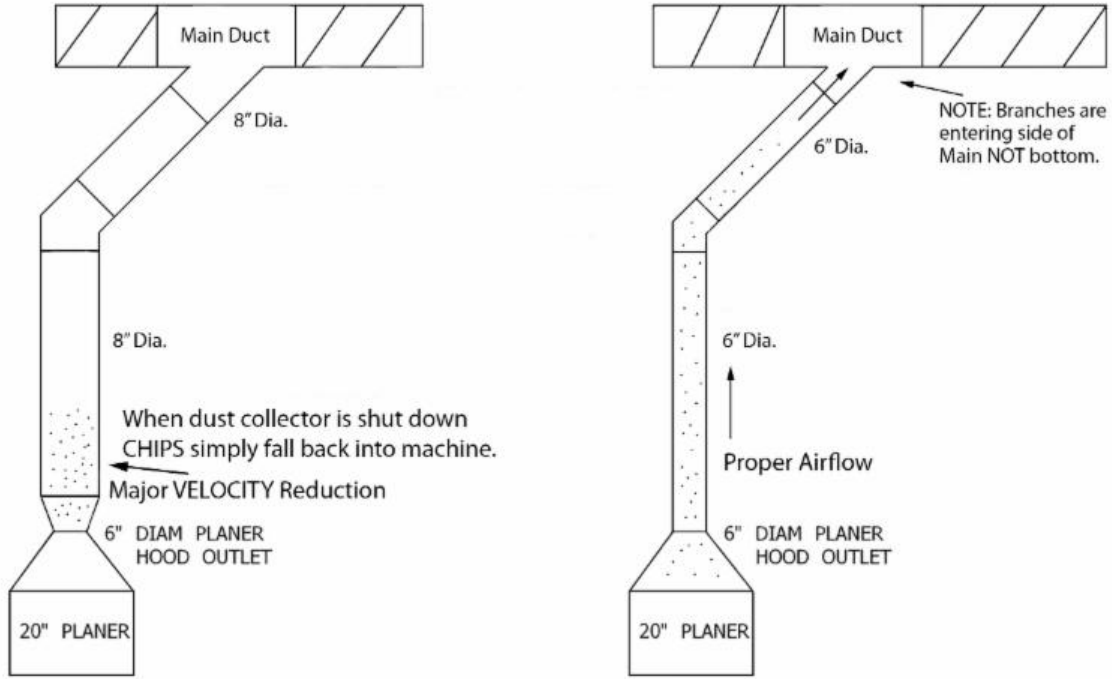 Main Duct
8" Dia.
8" Dia.
When dust collector is shut down
CHIPS simply fall back into machine.
Major VELOCITY Reduction
6" DIAM PLANER
HOOD OUTLET
20" PLANER
Main Duct
NOTE: Branches are
entering side of
Main NOT bottom.
6" Dia.
6" Dia.
Proper Airflow
6" DIAM PLANER
HOOD OUTLET
20" PLANER